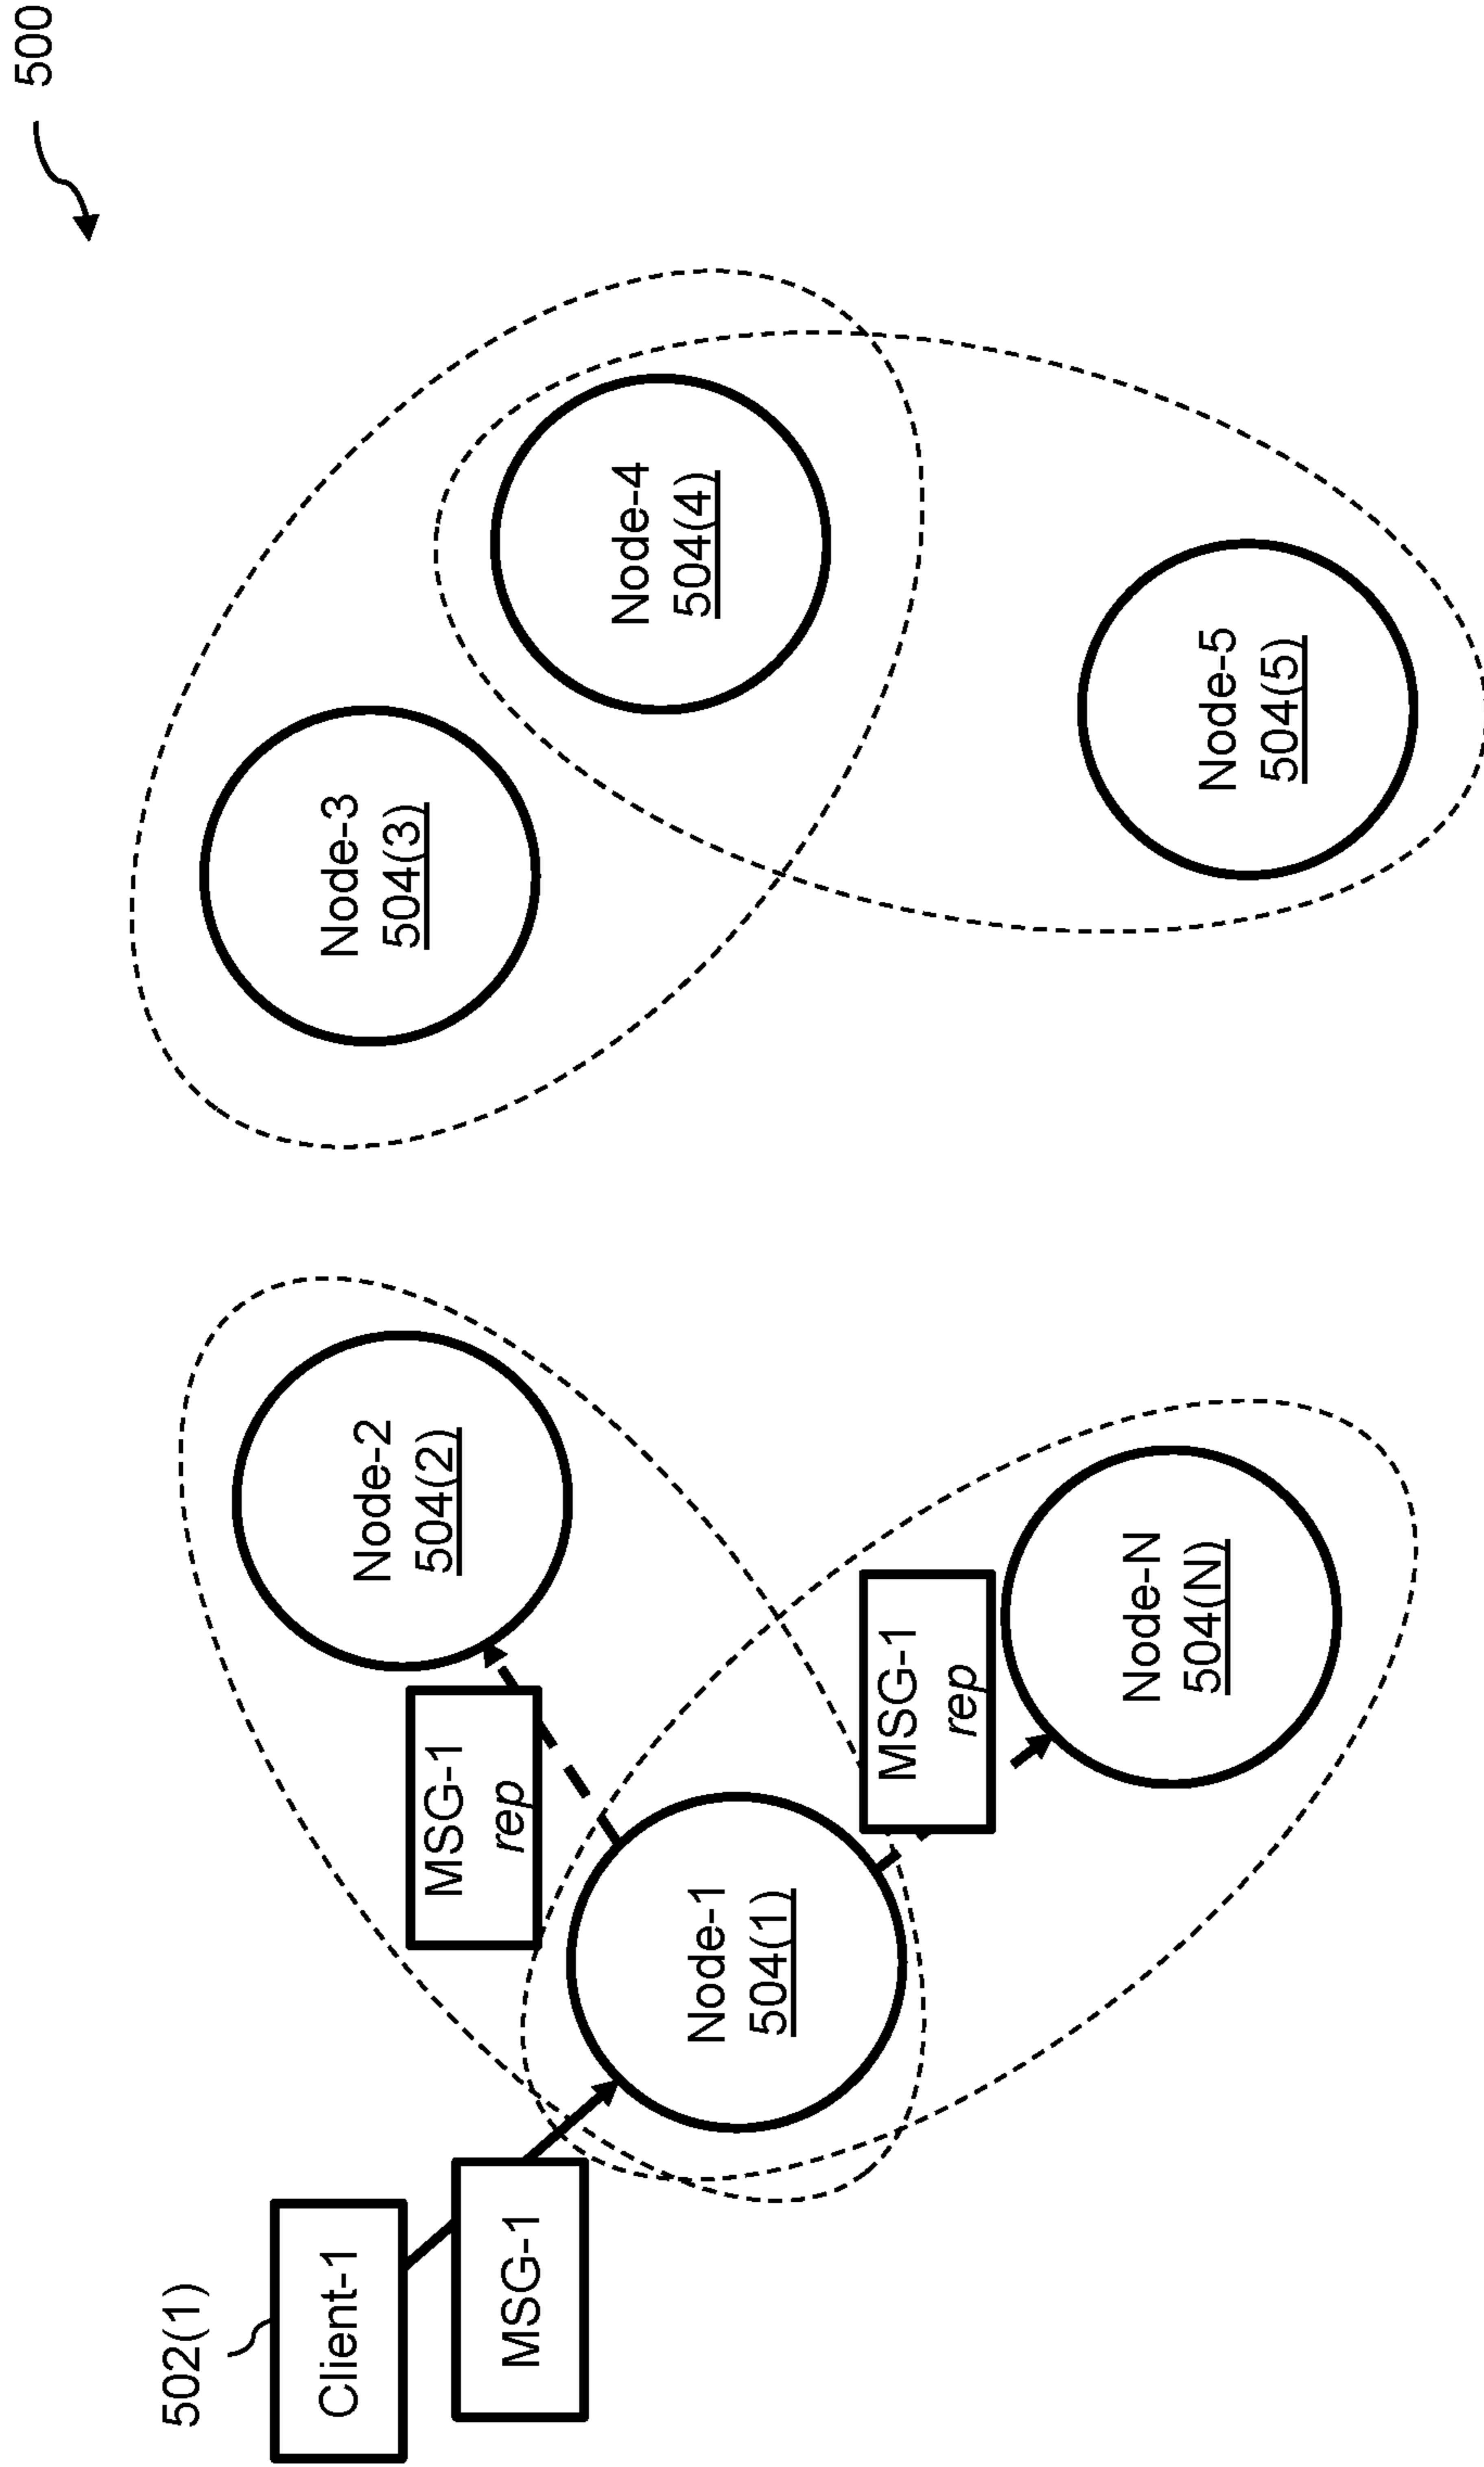 500
502(1)
Client-1
MSG-1
MSG-1
rep
Node-2
504(2)
Node-3
504(3)
Node-4
504(4)
Node-1
504(1)
MSG-1
rep
Node-N
504(N)
Node-5
504(5)